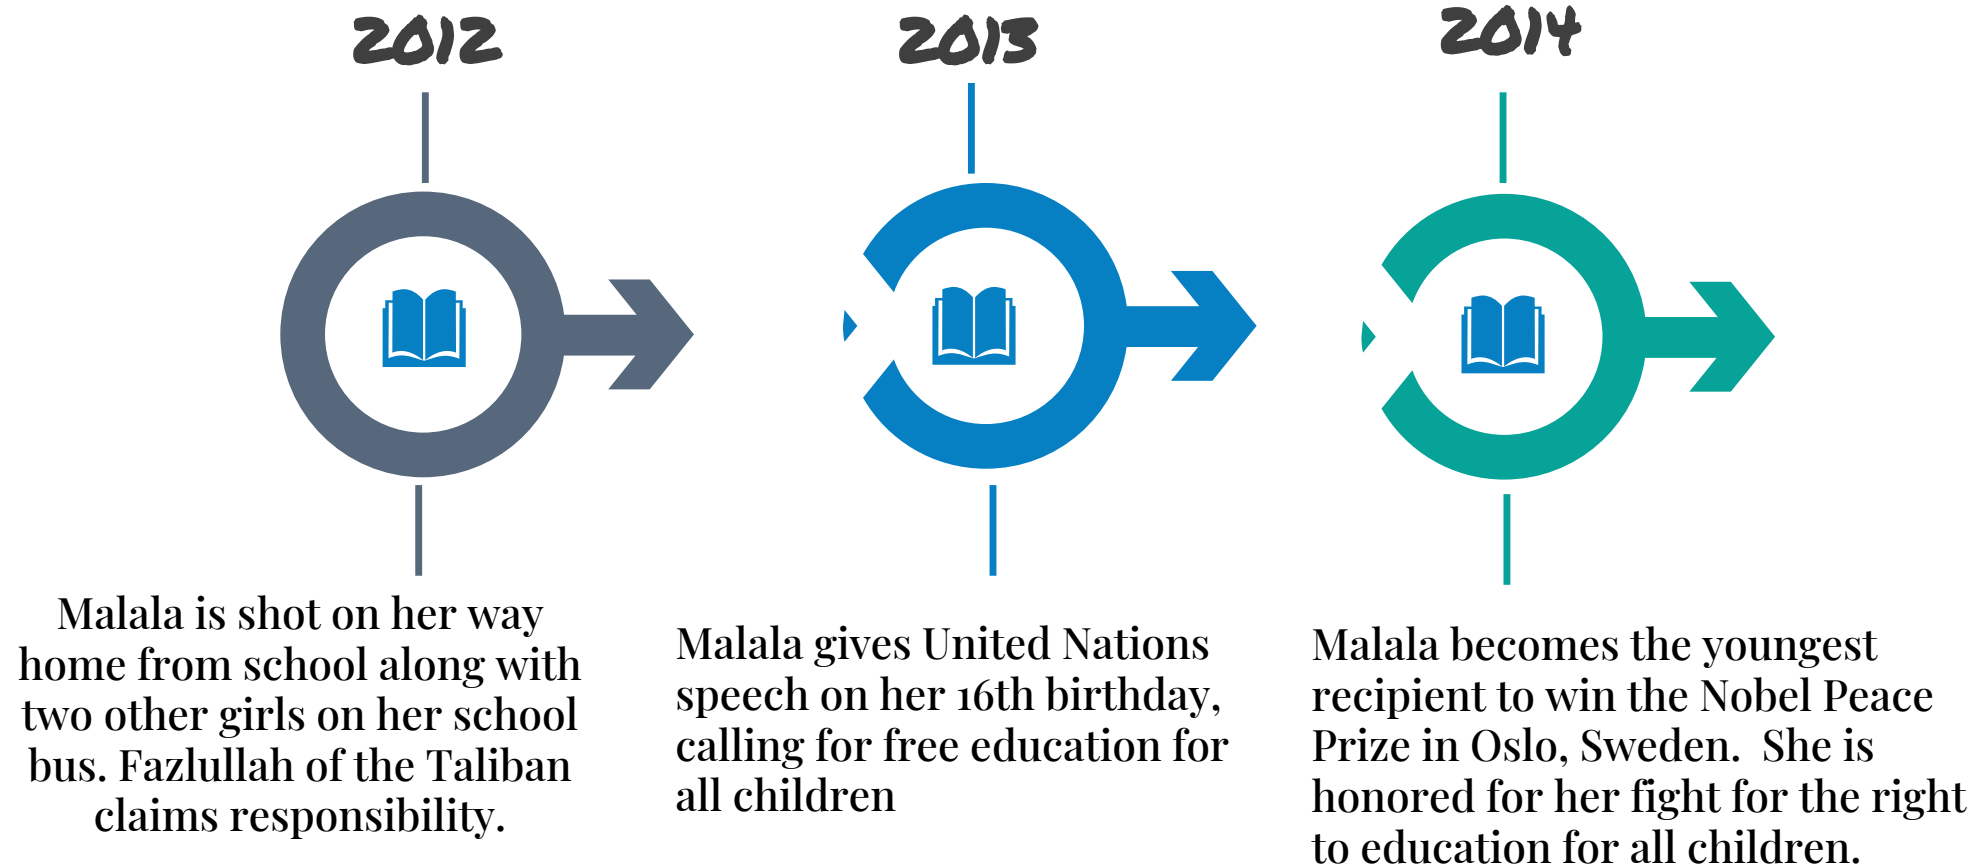 2012
2013
2014
Malala is shot on her way
home from school along with
two other girls on her school
bus. Fazlullah of the Taliban
claims responsibility.
Malala gives United Nations
speech on her 16th birthday,
calling for free education for
all children
Malala becomes the youngest
recipient to win the Nobel Peace
Prize in Oslo, Sweden.  She is
honored for her fight for the right
to education for all children.